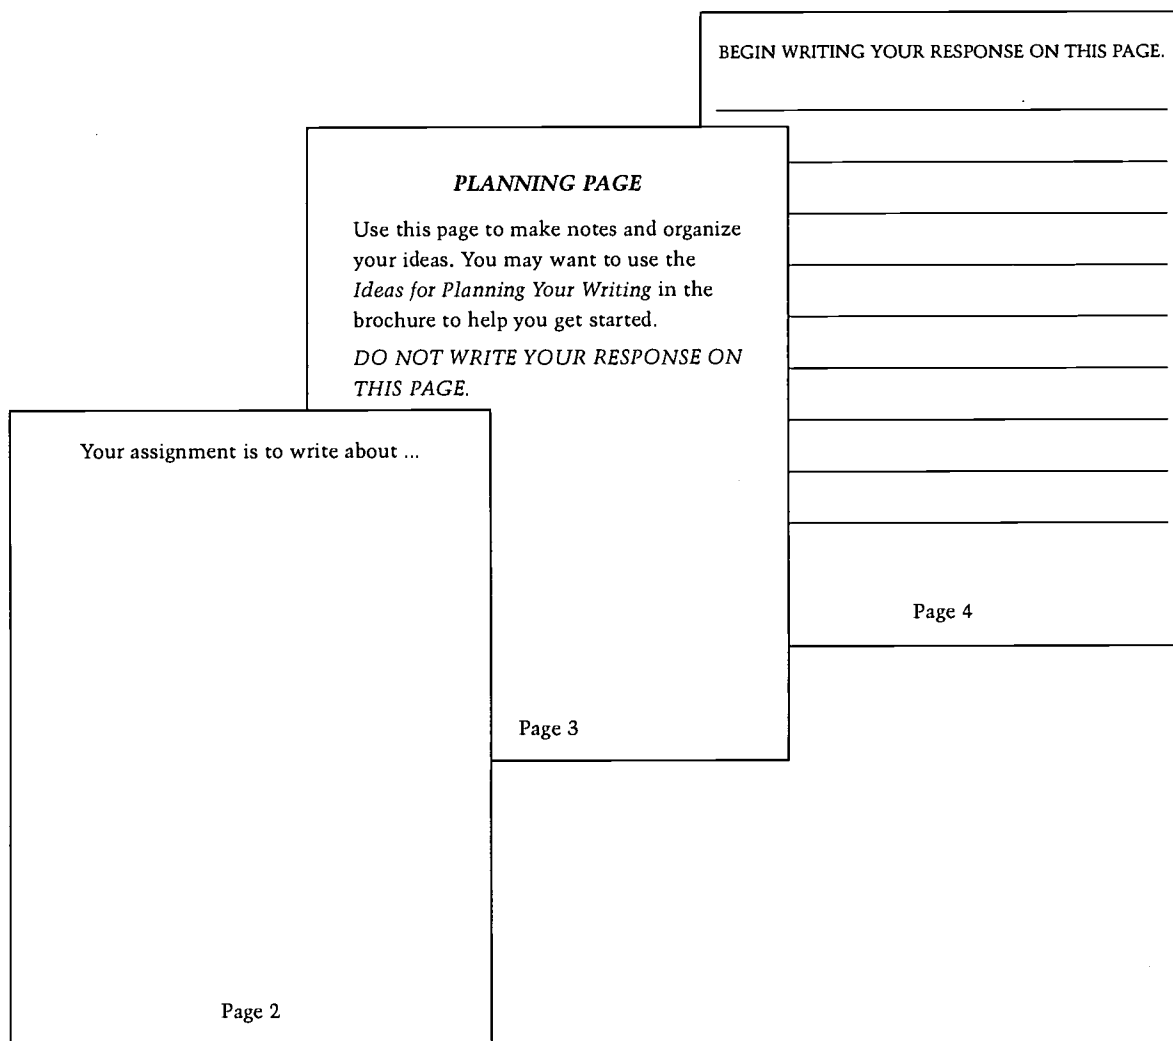 BEGIN WRITING YOUR RESPONSE ON THIS PAGE.
Page 4
PLANNING PAGE
Use this page to make notes and organize
your ideas. You may want to use the
Ideas for Planning Your Writing in the
brochure to help you get started.
DO NOT WRITE YOUR RESPONSE ON
THIS PAGE.
Page 3
Your assignment is to write about ...
Page 2